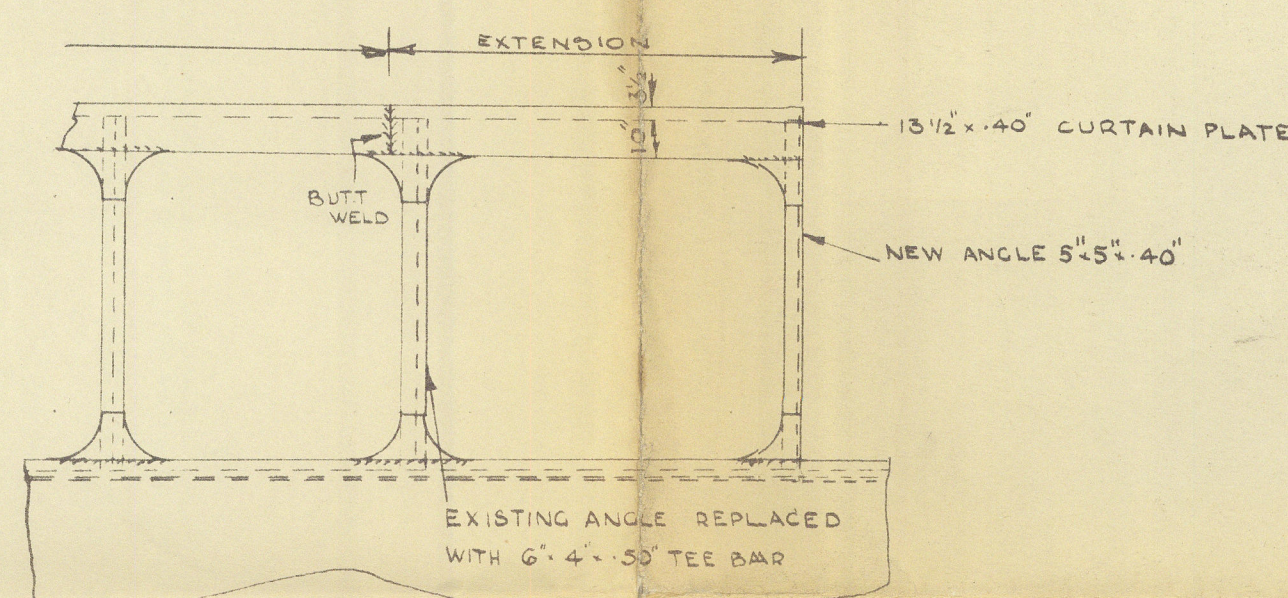 EXTENSION
3½"
10"
13½" x .40" CURTAIN PLATE
BUTT
WELD
NEW ANGLE 5"x5"x.40"
EXISTING ANGLE REPLACED
WITH 6"x 4"x .50" TEE BAR